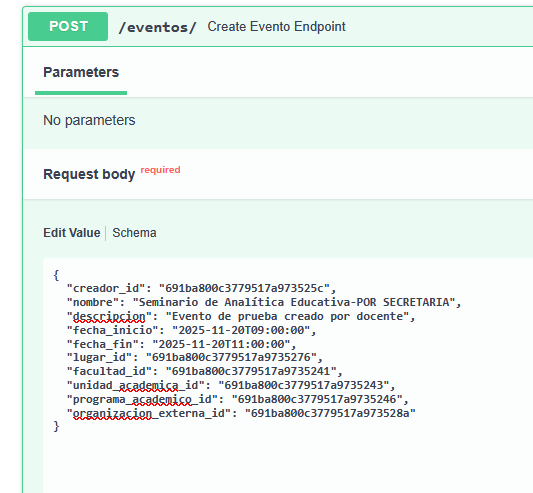 POST /eventos/ Create Evento Endpoint
Parameters
No parameters
Request body required
Edit Value | Schema
{
  "creador_id": "691ba800c3779517a973525c",
  "nombre": "Seminario de Analítica Educativa-POR SECRETARIA",
  "descripcion": "Evento de prueba creado por docente",
  "fecha_inicio": "2025-11-20T09:00:00",
  "fecha_fin": "2025-11-20T11:00:00",
  "lugar_id": "691ba800c3779517a9735276",
  "facultad_id": "691ba800c3779517a9735241",
  "unidad_academica_id": "691ba800c3779517a9735243",
  "programa_academico_id": "691ba800c3779517a9735246",
  "organizacion_externa_id": "691ba800c3779517a973528a"
}